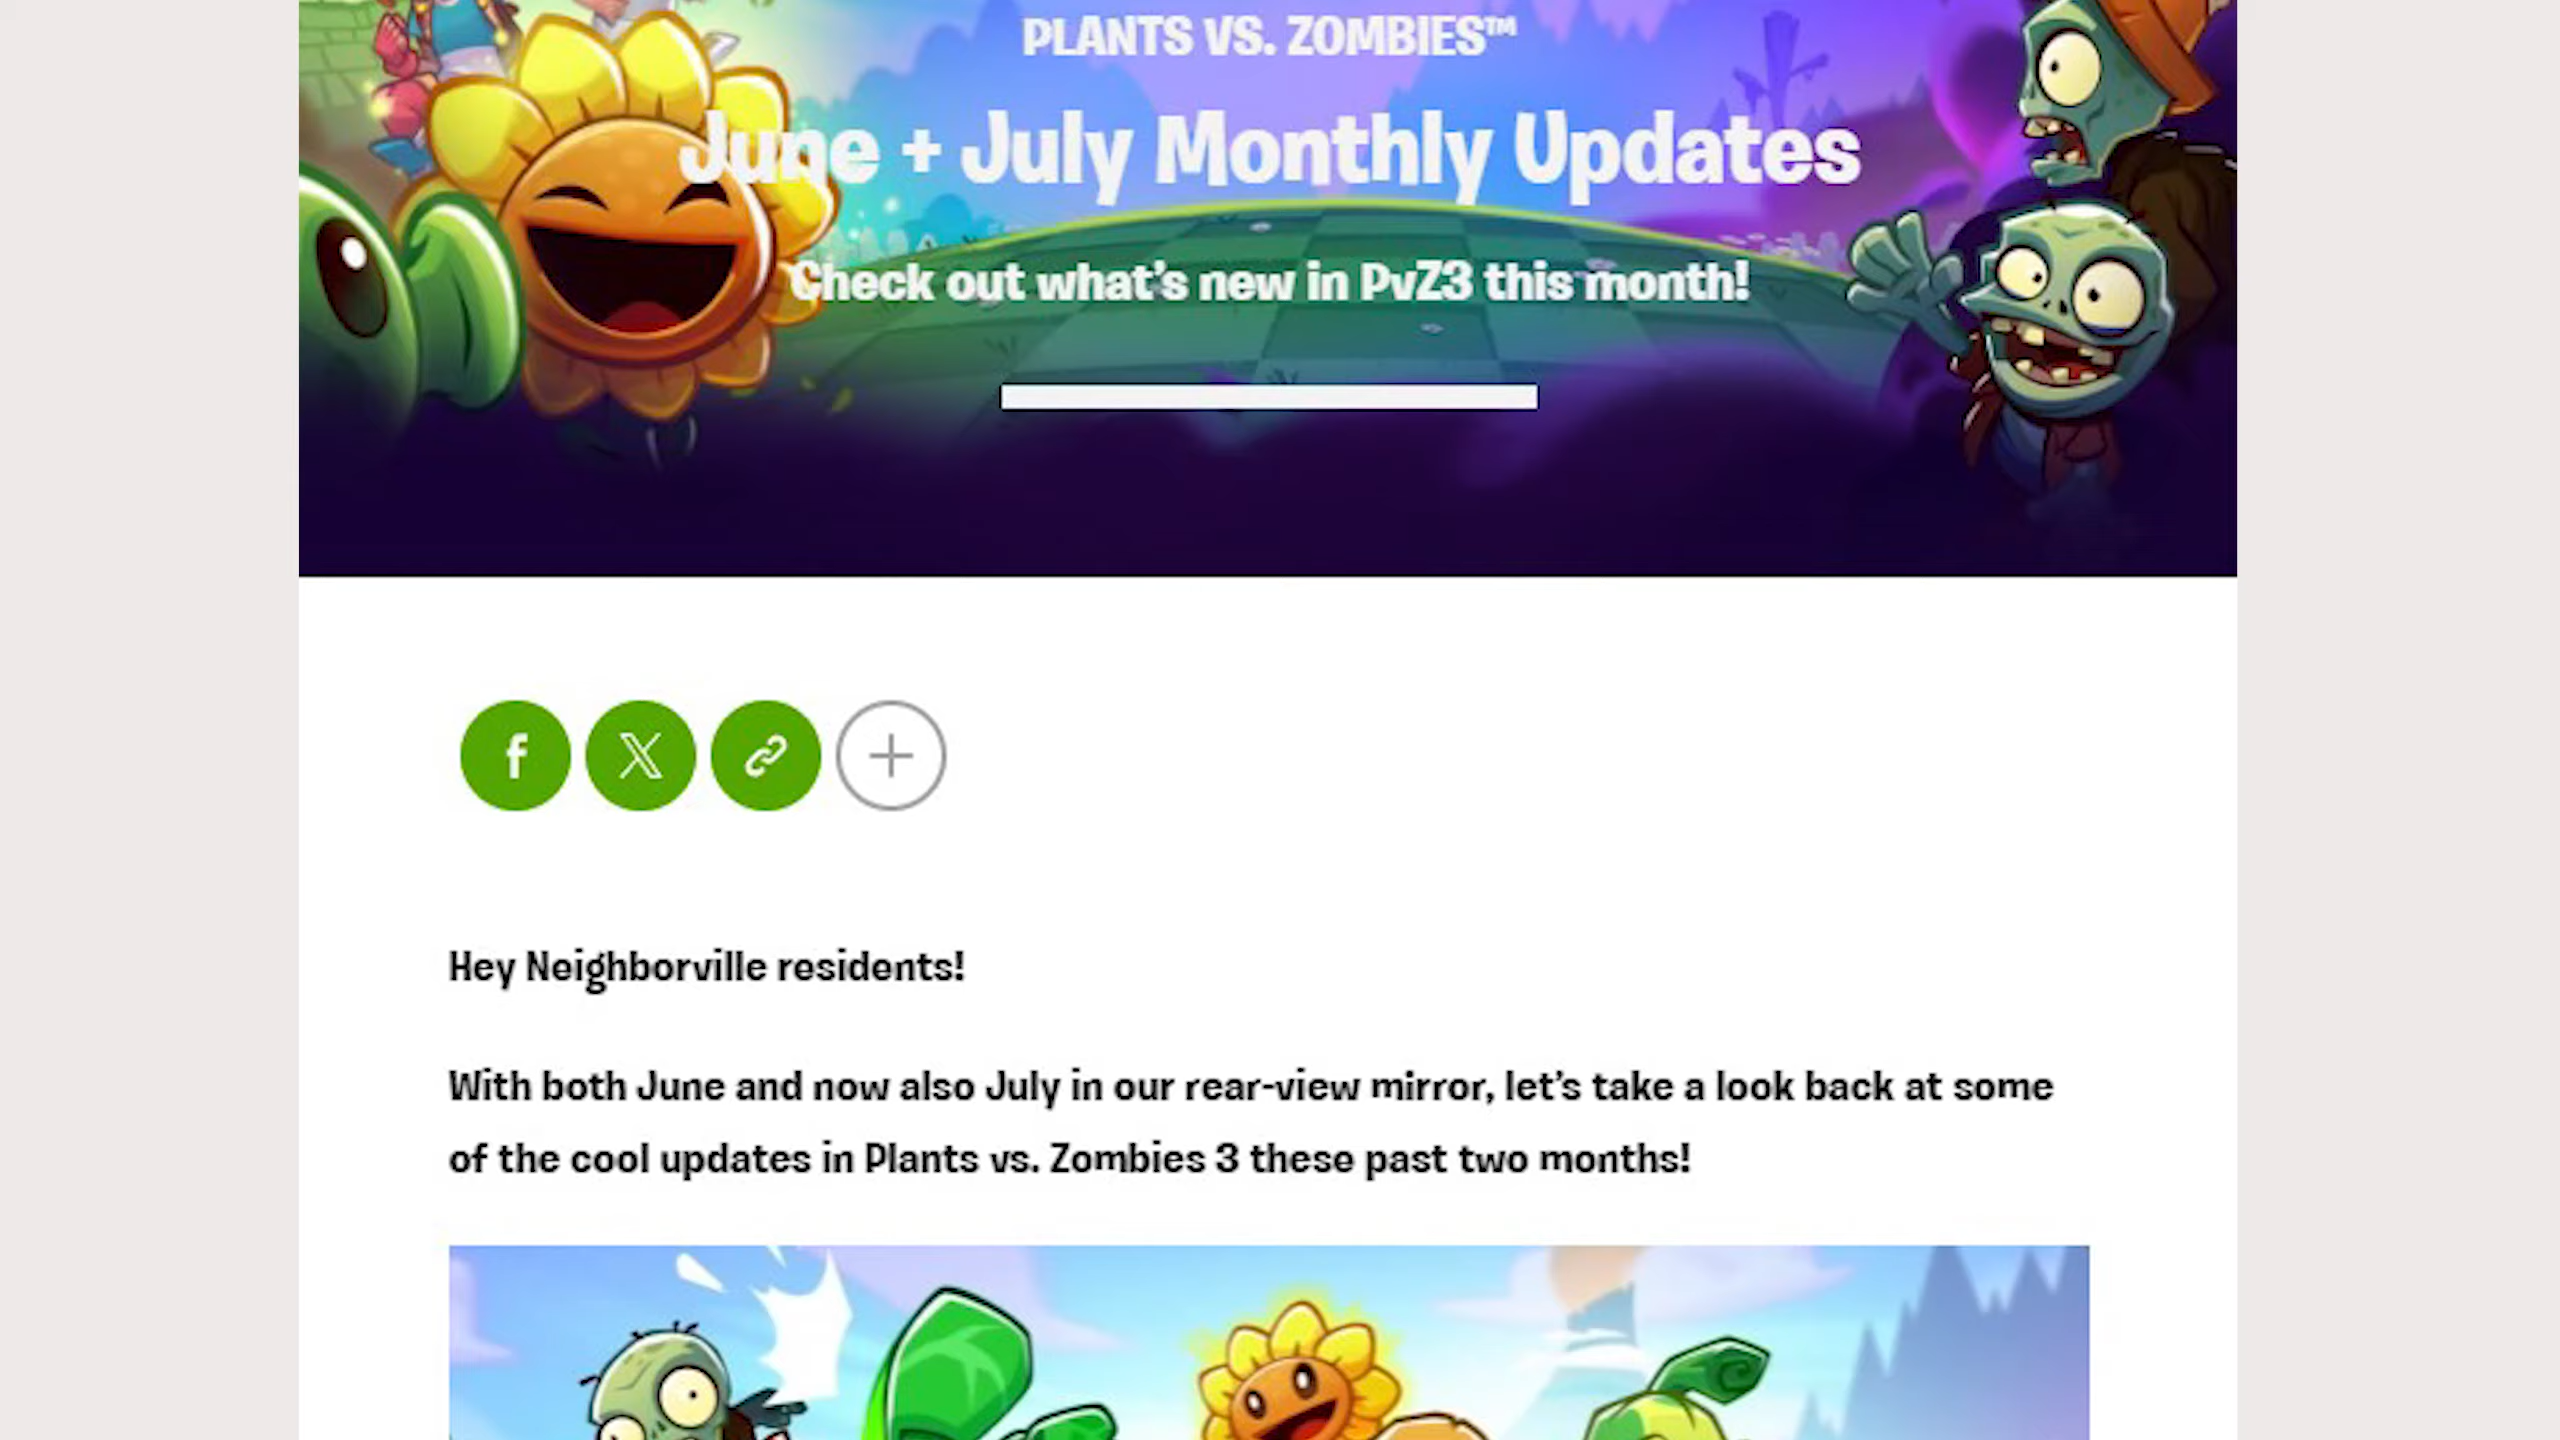 PLANTS VS. ZOMBIES™
June + July Monthly Updates
Check out what's new in PvZ3 this month!
Hey Neighborville residents!
With both June and now also July in our rear-view mirror, let's take a look back at some
of the cool updates in Plants vs. Zombies 3 these past two months!